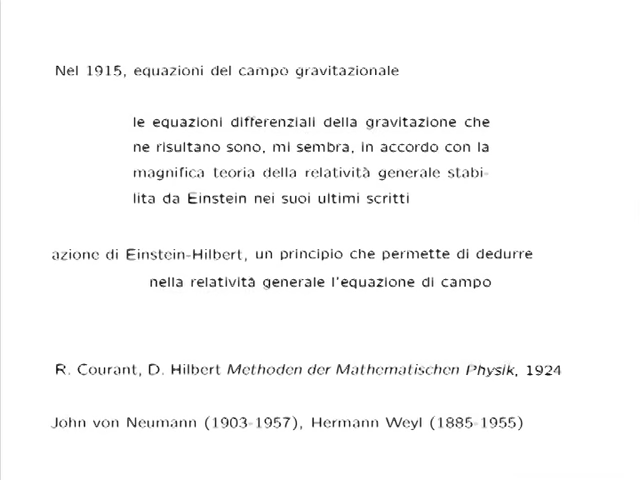 Nel 1915, equazioni del campo gravitazionale
le equazioni differenziali della gravitazione che
ne risultano sono, mi sembra, in accordo con la
magnifica teoria della relatività generale stabi-
lita da Einstein nei suoi ultimi scritti
azione di Einstein-Hilbert, un principio che permette di dedurre
nella relatività generale l'equazione di campo
R. Courant, D. Hilbert Methoden der Mathematischen Physik, 1924
John von Neumann (1903-1957), Hermann Weyl (1885-1955)